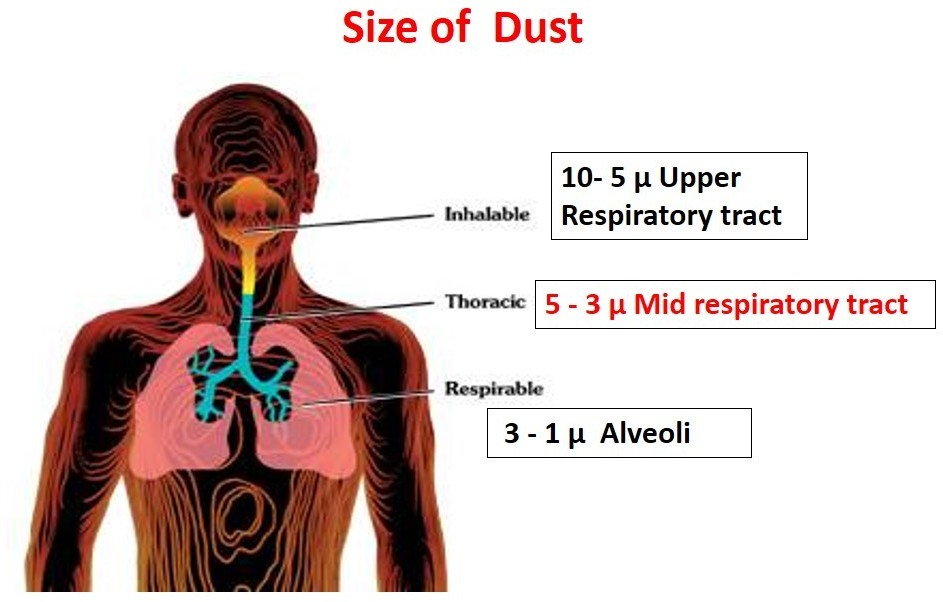 Size of Dust
Inhalable
10- 5 μ Upper
Respiratory tract
Thoracic
5 - 3 μ Mid respiratory tract
Respirable
3 - 1 μ Alveoli